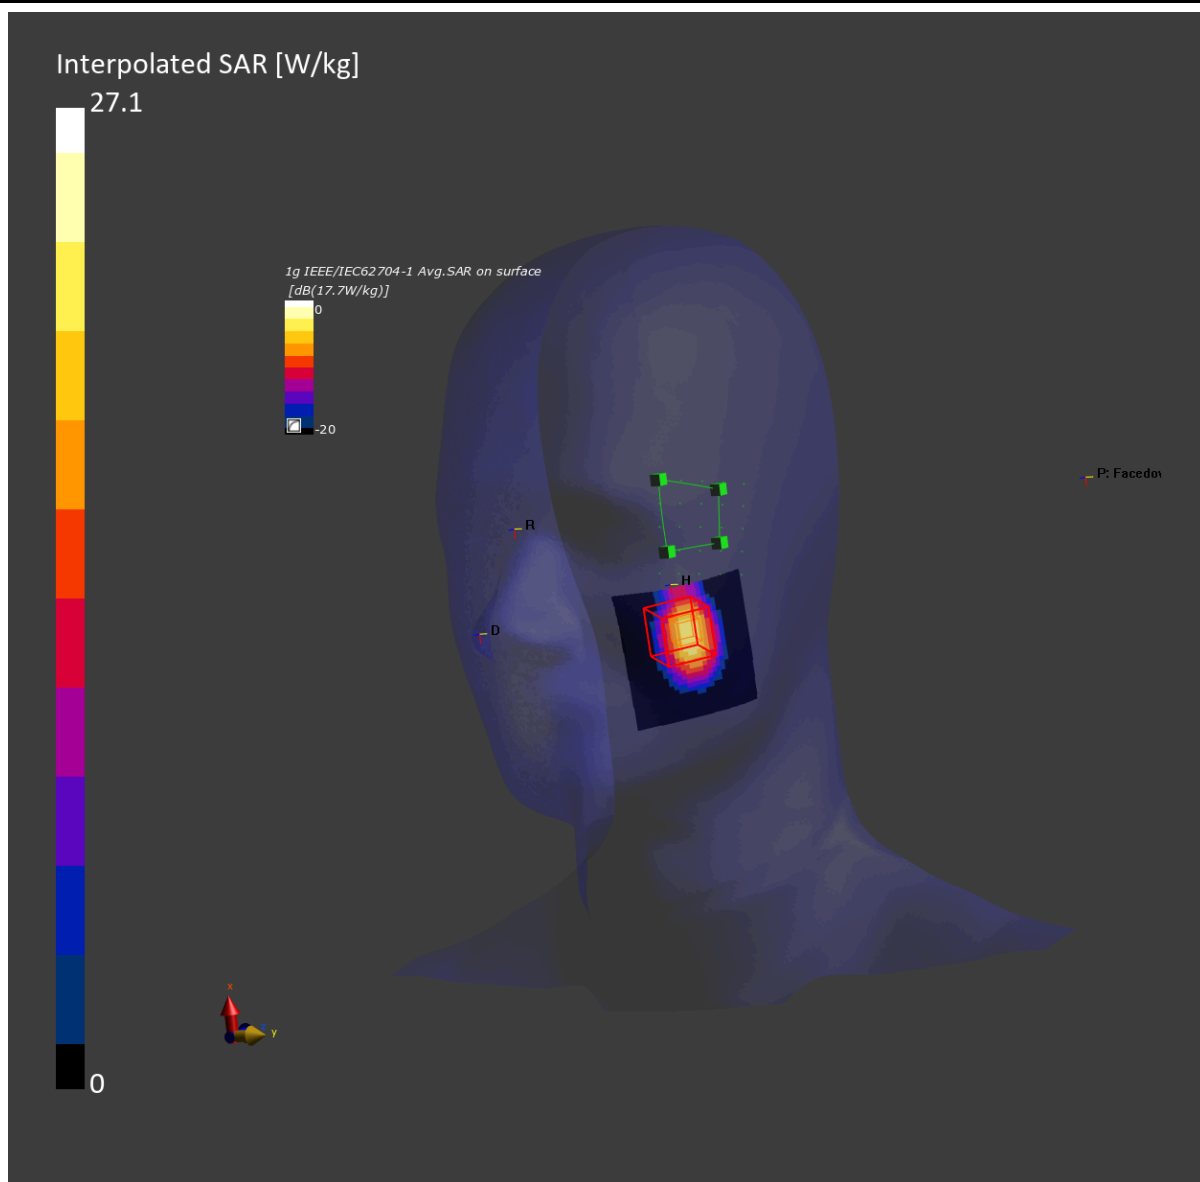 Interpolated SAR [W/kg]
27.1
1g IEEE/IEC62704-1 Avg.SAR on surface
[dB(17.7W/kg)]
0
-20
P: Facedov
R
H
D
x
y
0